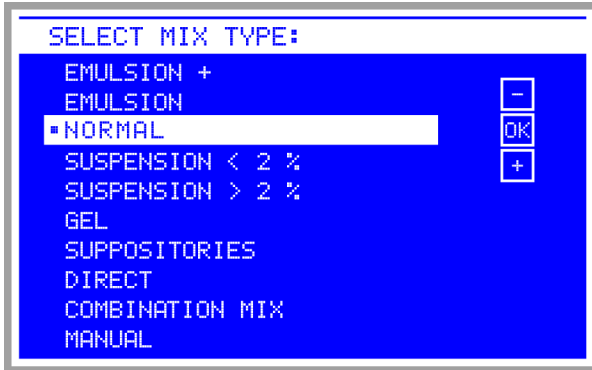 SELECT MIX TYPE:
EMULSION +
EMULSION
NORMAL
SUSPENSION < 2 %
SUSPENSION > 2 %
GEL
SUPPOSITORIES
DIRECT
COMBINATION MIX
MANUAL
-
OK
+